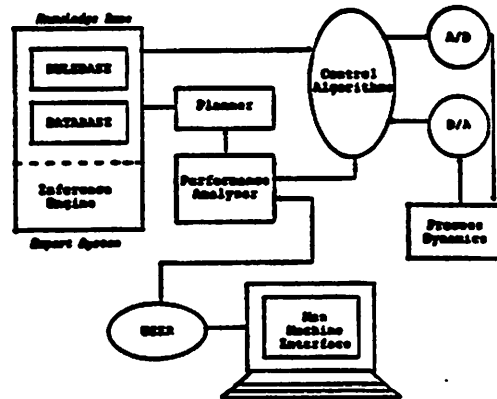 Knowledge Base
RULEBASE
DATABASE
Inference
Engine
Expert System
Planner
Performance
Analyser
Control
Algorithms
A/D
D/A
Process
Dynamics
USER
Man
Machine
Interface